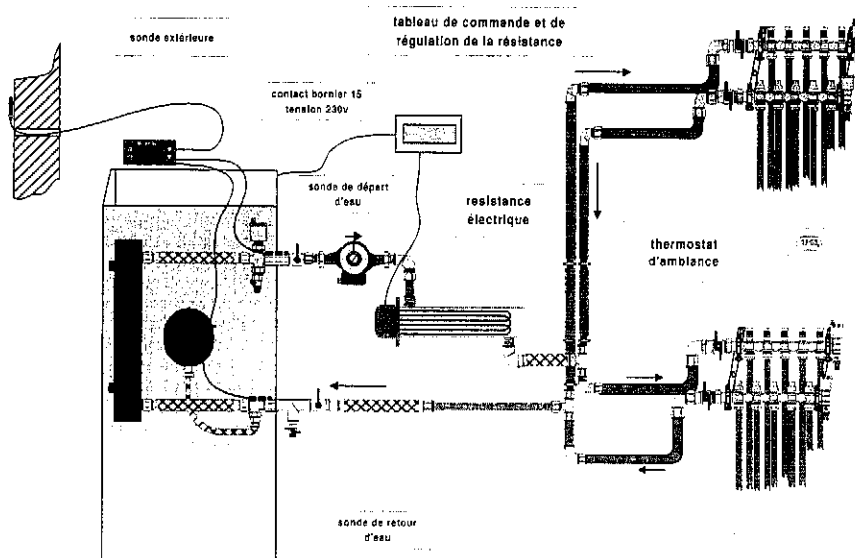 sonde extérieure
tableau de commande et de
régulation de la résistance
contact bornier 15
tension 230v
sonde de départ
d'eau
resistance
électrique
thermostat
d'ambiance
sonde de retour
d'eau